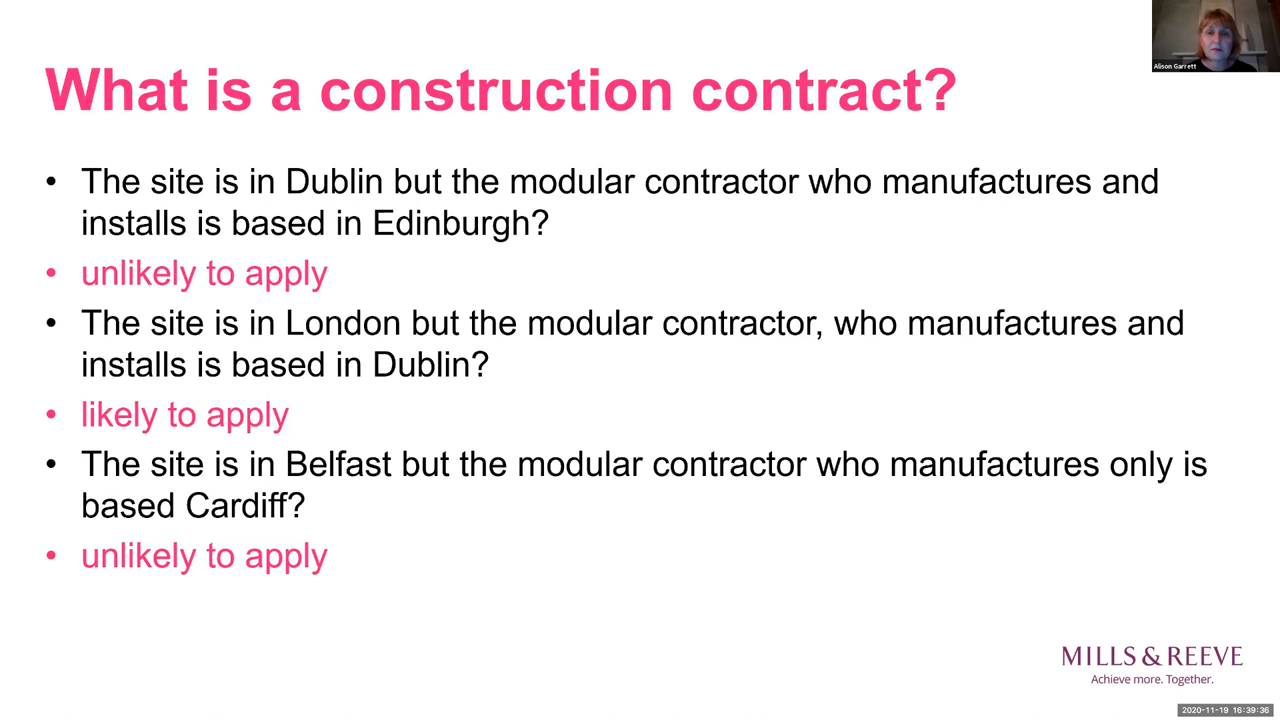 Alison Garrett
What is a construction contract?
• The site is in Dublin but the modular contractor who manufactures and
installs is based in Edinburgh?
• unlikely to apply
• The site is in London but the modular contractor, who manufactures and
installs is based in Dublin?
• likely to apply
• The site is in Belfast but the modular contractor who manufactures only is
based Cardiff?
• unlikely to apply
MILLS & REEVE
Achieve more. Together.
2020-11-19 16:39:36